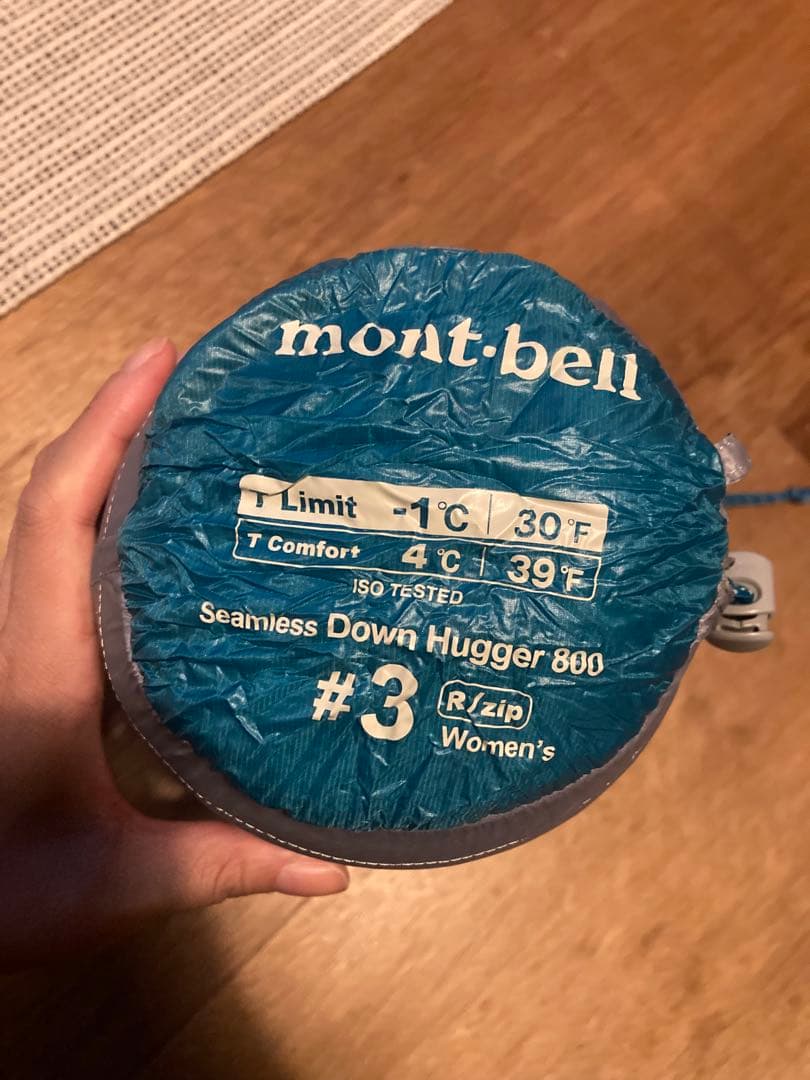 mont-bell
T Limit -1°C | 30°F
T Comfort 4°C | 39°F
ISO TESTED
Seamless Down Hugger 800
#3 R/zip
Women's